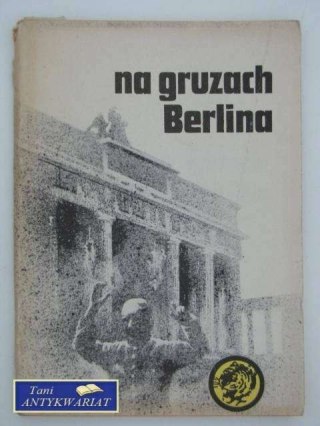 na gruzach
Berlina
Tani
ANTYKWARIAT